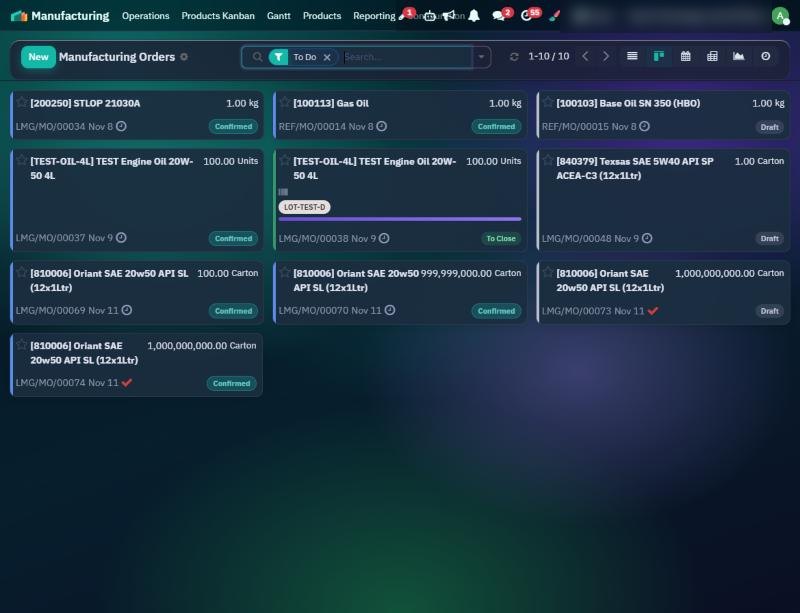 Manufacturing Operations Products Kanban Gantt Products Reporting 1 2 55 A
New Manufacturing Orders To Do Search... 1-10 / 10
[200250] STLOP 21030A 1.00 kg
LMG/MO/00034 Nov 8 Confirmed
[100113] Gas Oil 1.00 kg
REF/MO/00014 Nov 8 Confirmed
[100103] Base Oil SN 350 (HBO) 1.00 kg
REF/MO/00015 Nov 8 Draft
[TEST-OIL-4L] TEST Engine Oil 20W- 100.00 Units
50 4L
LMG/MO/00037 Nov 9 Confirmed
[TEST-OIL-4L] TEST Engine Oil 20W- 100.00 Units
50 4L
LOT-TEST-D
LMG/MO/00038 Nov 9 To Close
[840379] Texsas SAE 5W40 API SP 1.00 Carton
ACEA-C3 (12x1Ltr)
LMG/MO/00048 Nov 9 Draft
[810006] Oriant SAE 20w50 API SL 100.00 Carton
(12x1Ltr)
LMG/MO/00069 Nov 11 Confirmed
[810006] Oriant SAE 20w50 999,999,000.00 Carton
API SL (12x1Ltr)
LMG/MO/00070 Nov 11 Confirmed
[810006] Oriant SAE 1,000,000,000.00 Carton
20w50 API SL (12x1Ltr)
LMG/MO/00073 Nov 11 Draft
[810006] Oriant SAE 1,000,000,000.00 Carton
20w50 API SL (12x1Ltr)
LMG/MO/00074 Nov 11 Confirmed